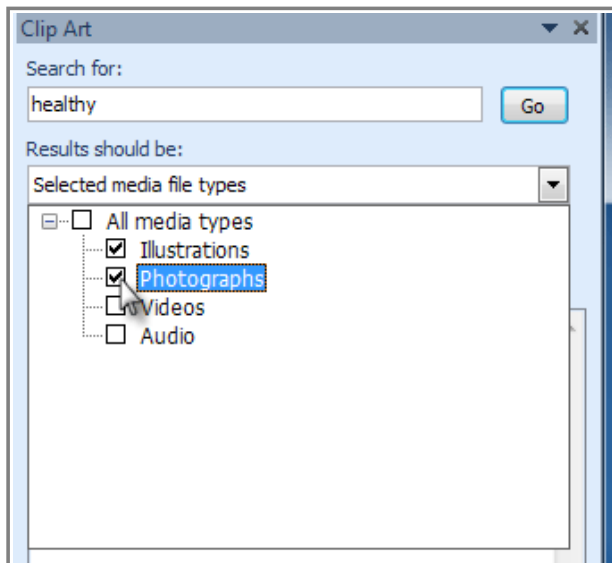 Clip Art
Search for:
healthy
Go
Results should be:
Selected media file types
All media types
Illustrations
Photographs
Videos
Audio